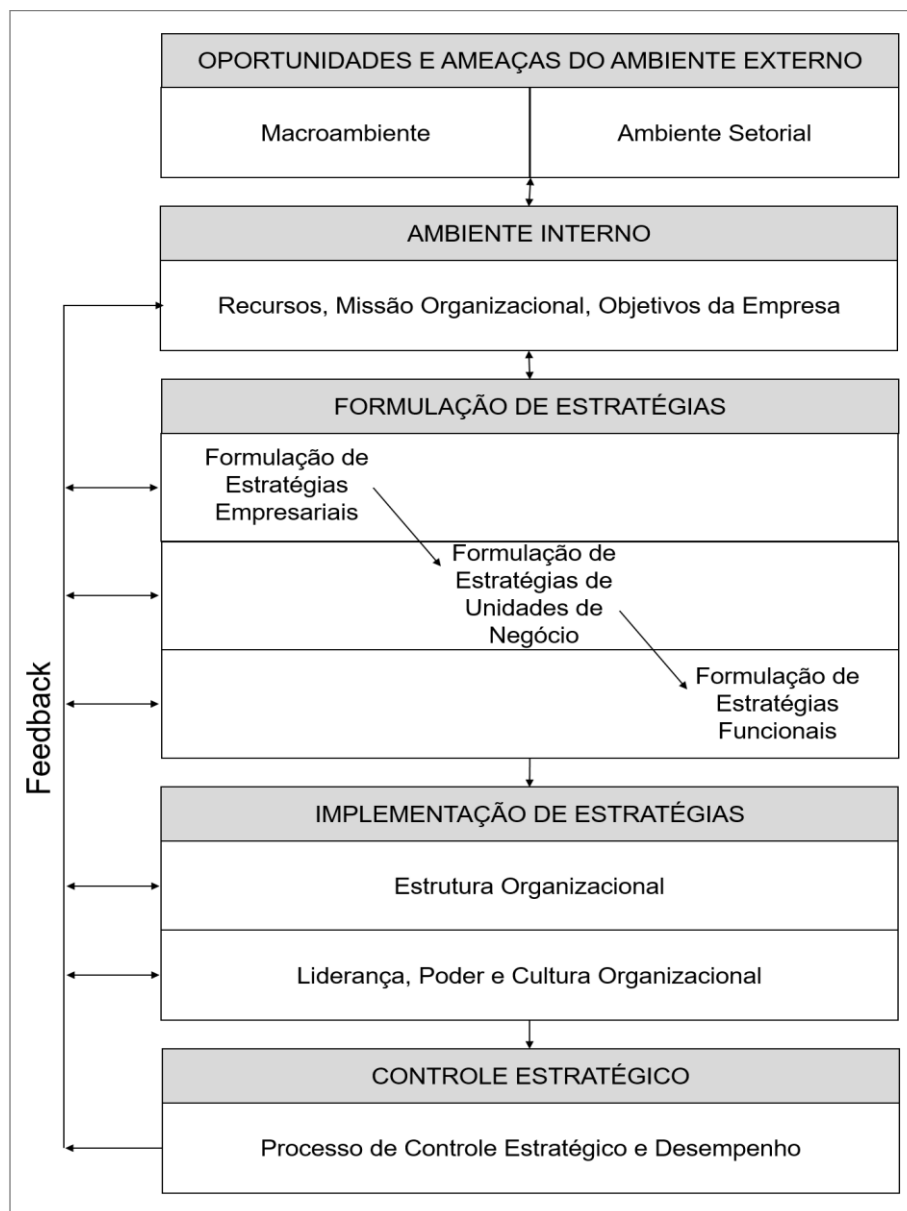 OPORTUNIDADES E AMEAÇAS DO AMBIENTE EXTERNO
Macroambiente
Ambiente Setorial
AMBIENTE INTERNO
Recursos, Missão Organizacional, Objetivos da Empresa
FORMULAÇÃO DE ESTRATÉGIAS
Formulação de
Estratégias
Empresariais
Formulação de
Estratégias de
Unidades de
Negócio
Formulação de
Estratégias
Funcionais
Feedback
IMPLEMENTAÇÃO DE ESTRATÉGIAS
Estrutura Organizacional
Liderança, Poder e Cultura Organizacional
CONTROLE ESTRATÉGICO
Processo de Controle Estratégico e Desempenho